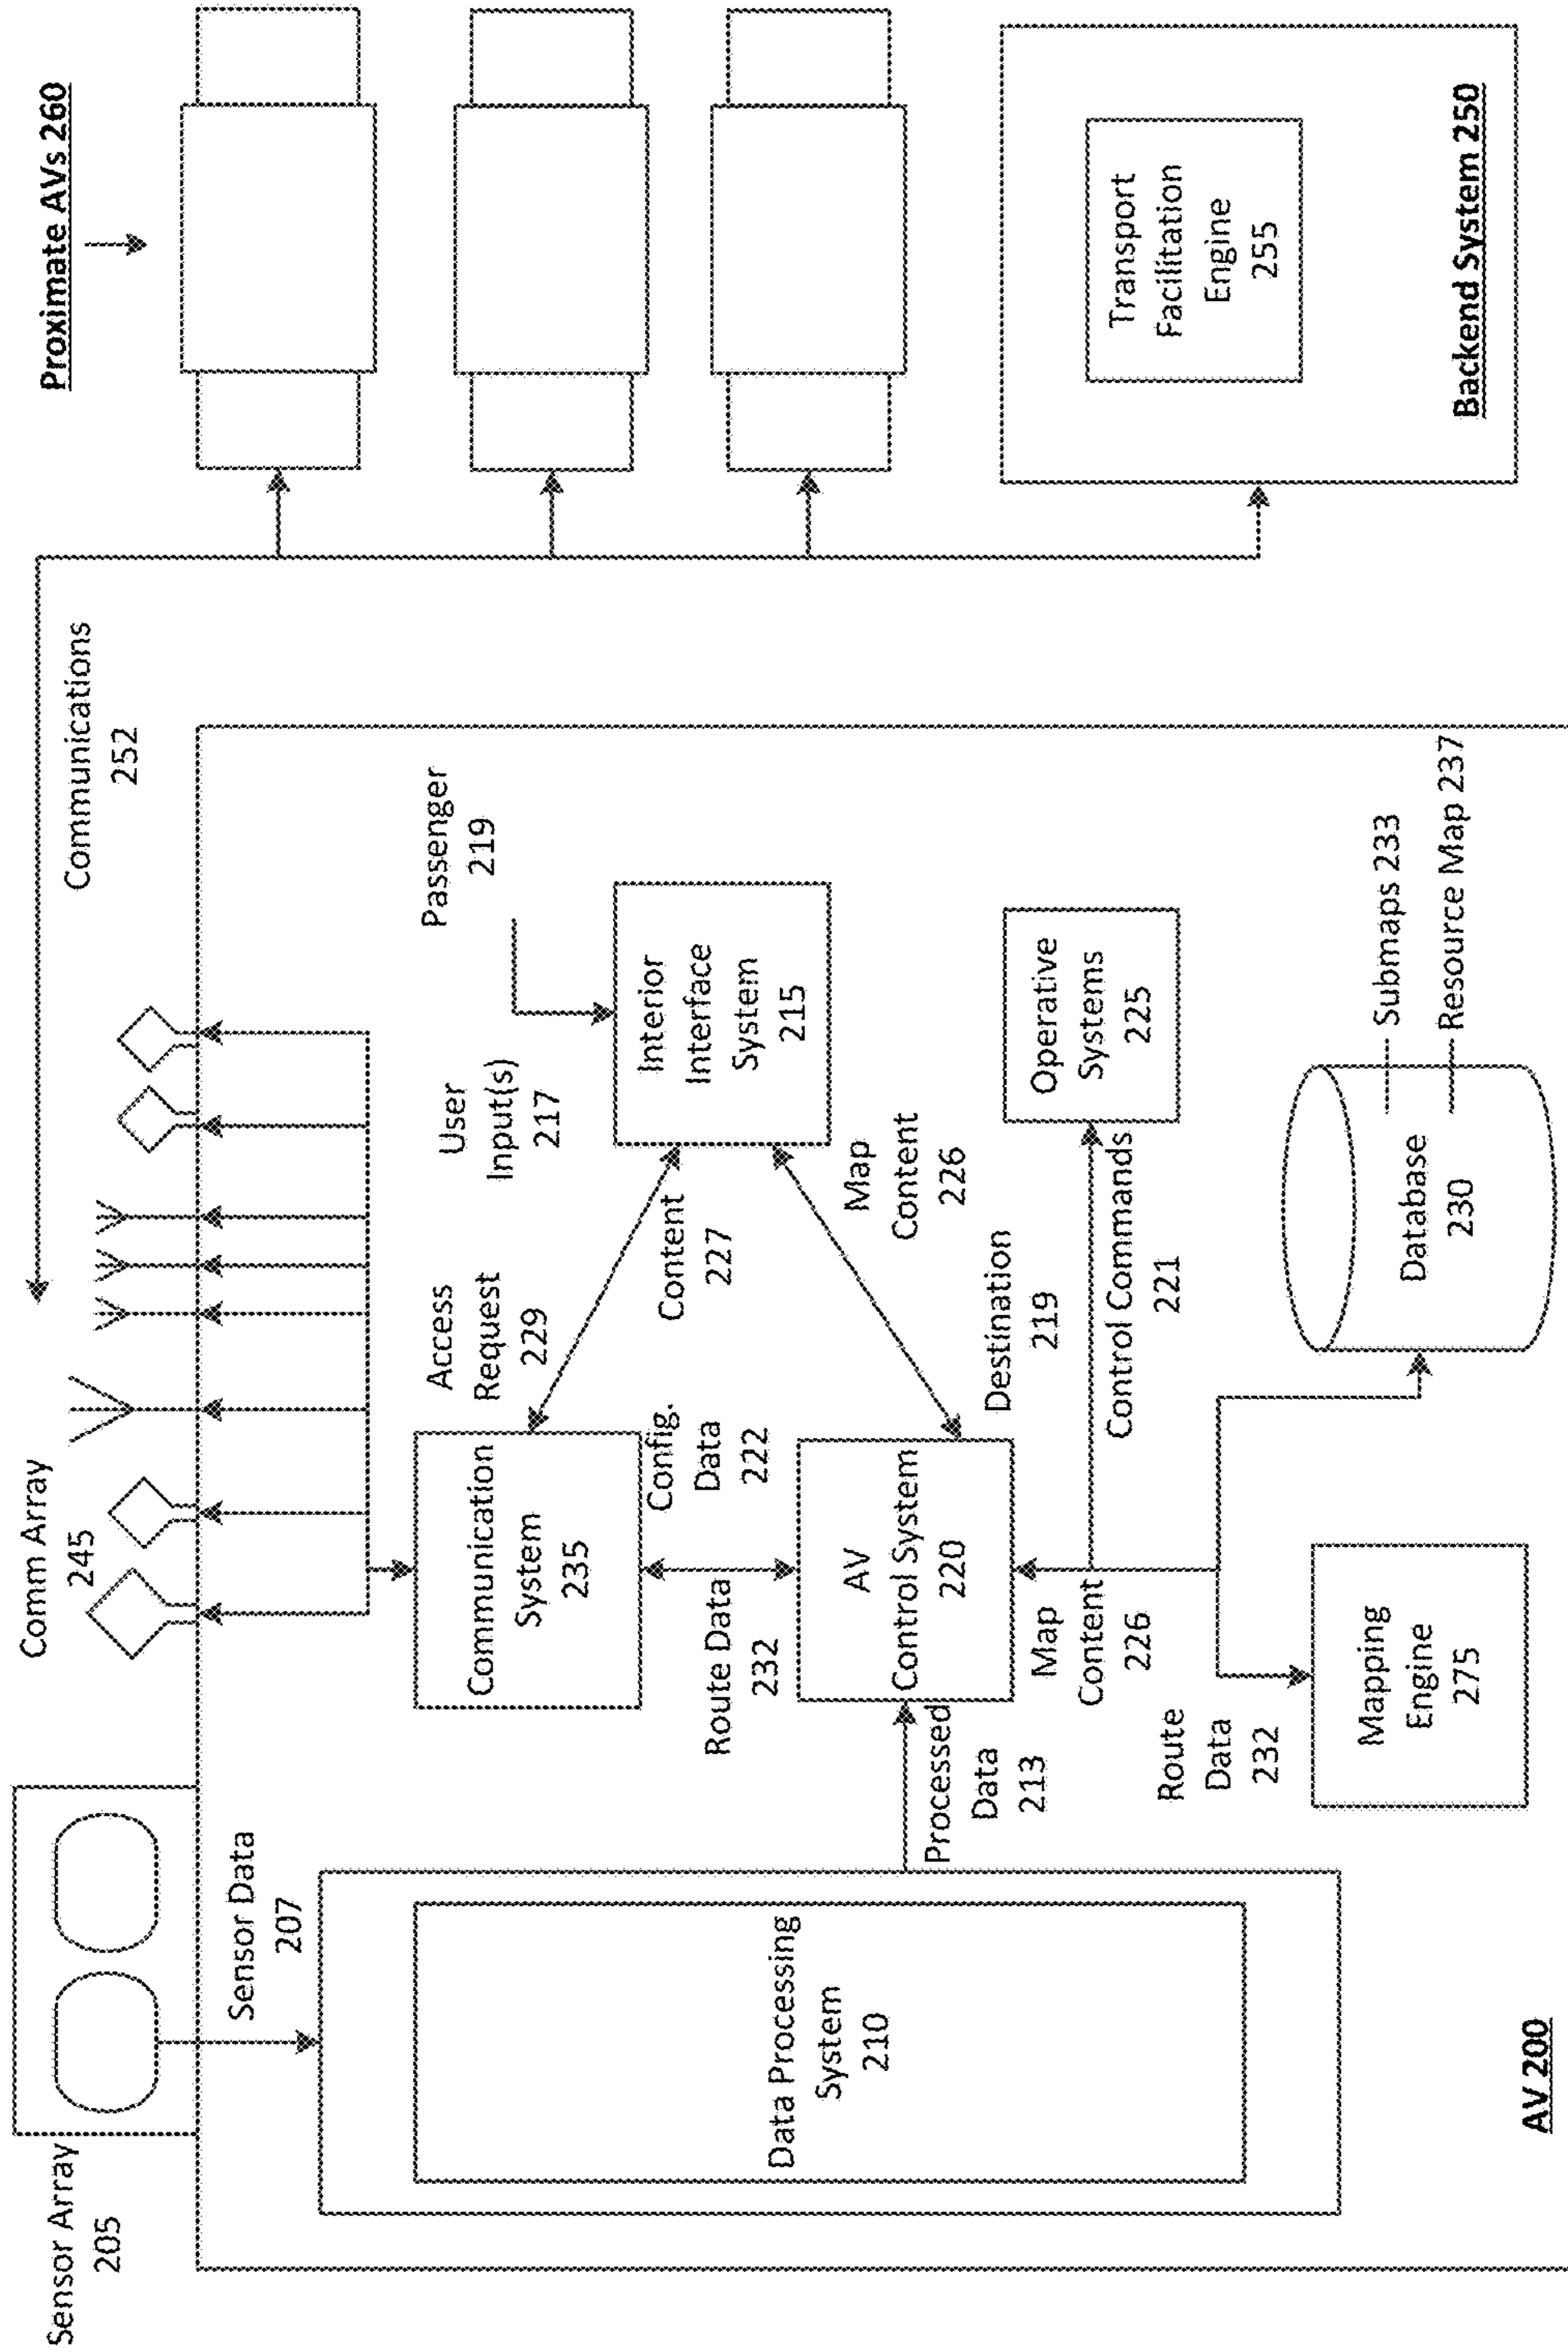 Sensor Array
205
Comm Array
245
Communications
252
Proximate AVs 260
Sensor Data
207
Data Processing
System
210
Processed
Data
213
Communication
System
235
Access
Request
229
User
Input(s)
217
Passenger
219
Content
227
Interior
Interface
System
215
Config.
Data
222
Route Data
232
AV
Control System
220
Map
Content
226
Destination
219
Control Commands
221
Operative
Systems
225
Map
Content
226
Route
Data
232
Mapping
Engine
275
Database
230
Submaps 233
Resource Map 237
Transport
Facilitation
Engine
255
Backend System 250
AV 200